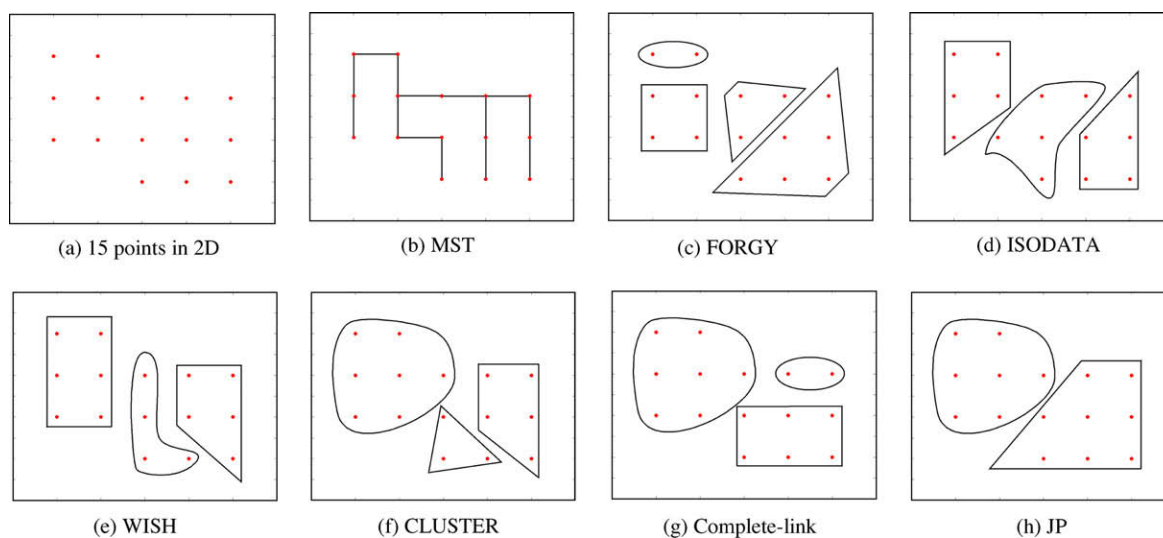 (a) 15 points in 2D
(b) MST
(c) FORGY
(d) ISODATA
(e) WISH
(f) CLUSTER
(g) Complete-link
(h) JP